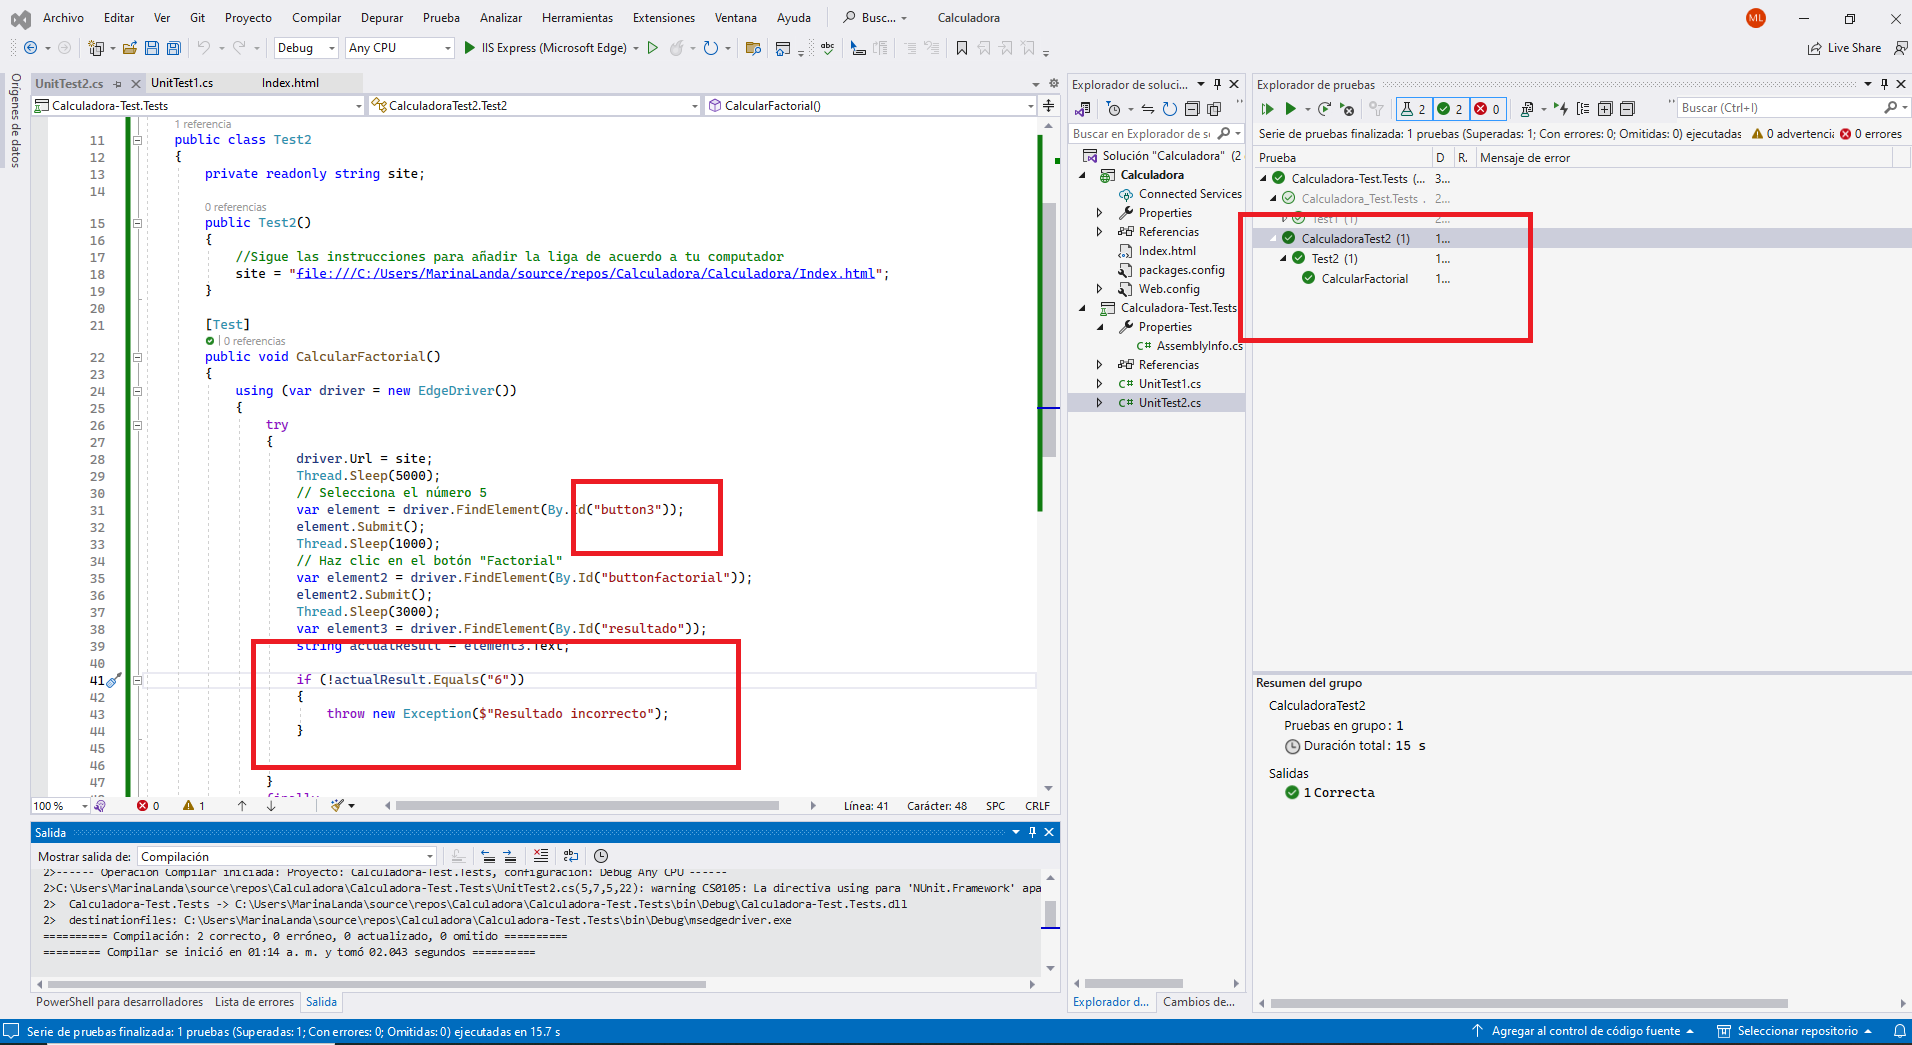 Archivo Editar Ver Git Proyecto Compilar Depurar Prueba Analizar Herramientas Extensiones Ventana Ayuda Busc... Calculadora ML
Debug Any CPU IIS Express (Microsoft Edge) Live Share
Orígenes de datos
UnitTest2.cs UnitTest1.cs Index.html
Calculadora-Test.Tests CalculadoraTest2.Test2 CalcularFactorial()
1 referencia
11 public class Test2
12 {
13 private readonly string site;
14
0 referencias
15 public Test2()
16 {
17 //Sigue las instrucciones para añadir la liga de acuerdo a tu computador
18 site = "file:///C:/Users/MarinaLanda/source/repos/Calculadora/Calculadora/Index.html";
19 }
20
21 [Test]
0 referencias
22 public void CalcularFactorial()
23 {
24 using (var driver = new EdgeDriver())
25 {
26 try
27 {
28 driver.Url = site;
29 Thread.Sleep(5000);
30 // Selecciona el número 5
31 var element = driver.FindElement(By.Id("button3"));
32 element.Submit();
33 Thread.Sleep(1000);
34 // Haz clic en el botón "Factorial"
35 var element2 = driver.FindElement(By.Id("buttonfactorial"));
36 element2.Submit();
37 Thread.Sleep(3000);
38 var element3 = driver.FindElement(By.Id("resultado"));
39 string actualResult = element3.Text;
40
41 if (!actualResult.Equals("6"))
42 {
43 throw new Exception($"Resultado incorrecto");
44 }
45
46
47 }
100 % 0 1 Línea: 41 Carácter: 48 SPC CRLF
Salida
Mostrar salida de: Compilación
2>------ Operación Compilar iniciada: Proyecto: Calculadora-Test.Tests, configuración: Debug Any CPU ------
2>C:\Users\MarinaLanda\source\repos\Calculadora\Calculadora-Test.Tests\UnitTest2.cs(5,7,5,22): warning CS0105: La directiva using para 'NUnit.Framework' apa
2> Calculadora-Test.Tests -> C:\Users\MarinaLanda\source\repos\Calculadora\Calculadora-Test.Tests\bin\Debug\Calculadora-Test.Tests.dll
2> destinationfiles: C:\Users\MarinaLanda\source\repos\Calculadora\Calculadora-Test.Tests\bin\Debug\msedgedriver.exe
========== Compilación: 2 correcto, 0 erróneo, 0 actualizado, 0 omitido ==========
========= Compilar se inició en 01:14 a. m. y tomó 02.043 segundos ==========
PowerShell para desarrolladores Lista de errores Salida
Explorador de soluci...
Buscar en Explorador de sc
Solución "Calculadora" (2
Calculadora
Connected Services
Properties
Referencias
Index.html
packages.config
Web.config
Calculadora-Test.Tests
Properties
AssemblyInfo.cs
Referencias
UnitTest1.cs
UnitTest2.cs
Explorador d... Cambios de...
Explorador de pruebas
2 2 0 Buscar (Ctrl+I)
Serie de pruebas finalizada: 1 pruebas (Superadas: 1; Con errores: 0; Omitidas: 0) ejecutadas 0 advertencia 0 errores
Prueba D R. Mensaje de error
Calculadora-Test.Tests (... 3...
Calculadora_Test.Tests . 2...
Test1 (1) 2...
CalculadoraTest2 (1) 1...
Test2 (1) 1...
CalcularFactorial 1...
Resumen del grupo
CalculadoraTest2
Pruebas en grupo: 1
Duración total: 15 s
Salidas
1 Correcta
Serie de pruebas finalizada: 1 pruebas (Superadas: 1; Con errores: 0; Omitidas: 0) ejecutadas en 15.7 s Agregar al control de código fuente Seleccionar repositorio